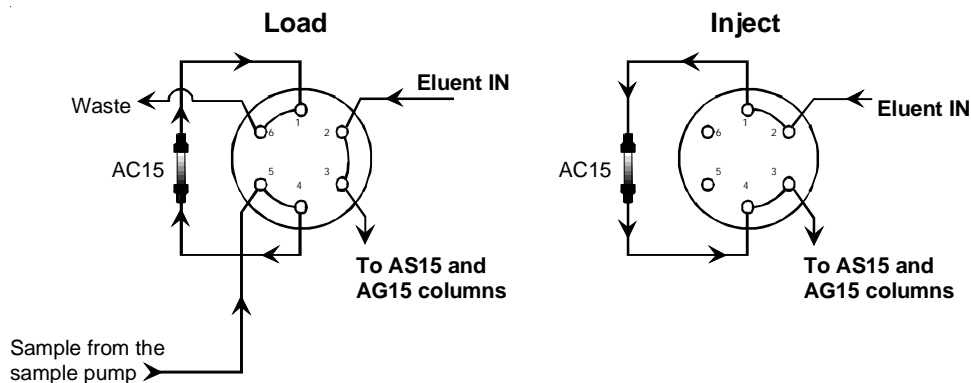 Load
Waste
Eluent IN
AC15
1
2
3
4
5
6
To AS15 and
AG15 columns
Sample from the
sample pump
Inject
Eluent IN
AC15
1
2
3
4
5
6
To AS15 and
AG15 columns